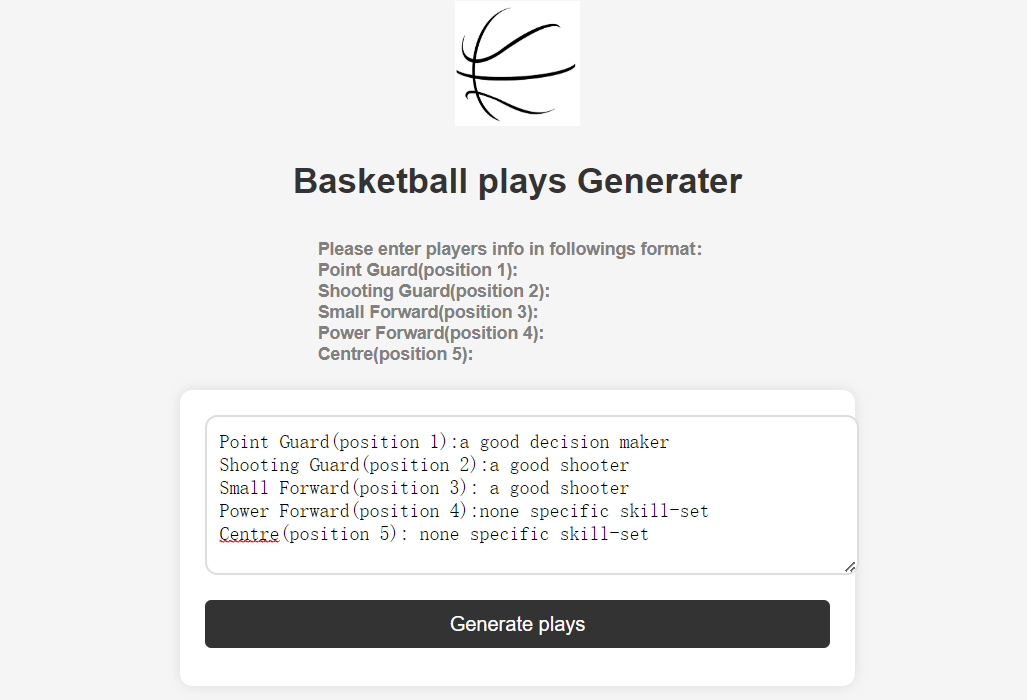 Basketball plays Generater
Please enter players info in followings format:
Point Guard(position 1):
Shooting Guard(position 2):
Small Forward(position 3):
Power Forward(position 4):
Centre(position 5):
Point Guard(position 1):a good decision maker
Shooting Guard(position 2):a good shooter
Small Forward(position 3): a good shooter
Power Forward(position 4):none specific skill-set
Centre(position 5): none specific skill-set
Generate plays